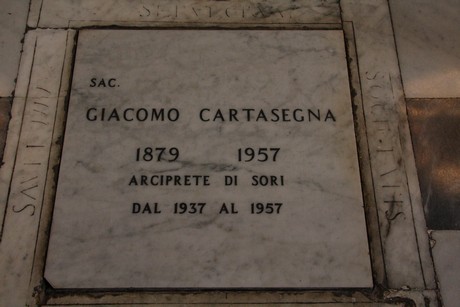 SAC.
GIACOMO CARTASEGNA
1879 1957
ARCIPRETE DI SORI
DAL 1937 AL 1957